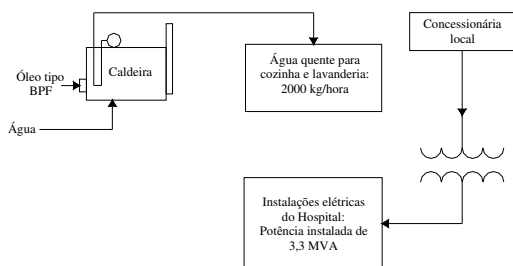 Caldeira
Óleo tipo
BPF
Água
Água quente para
cozinha e lavanderia:
2000 kg/hora
Concessionária
local
Instalações elétricas
do Hospital:
Potência instalada de
3,3 MVA